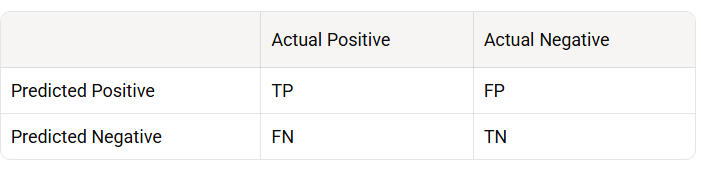 Actual Positive Actual Negative
Predicted Positive TP FP
Predicted Negative FN TN